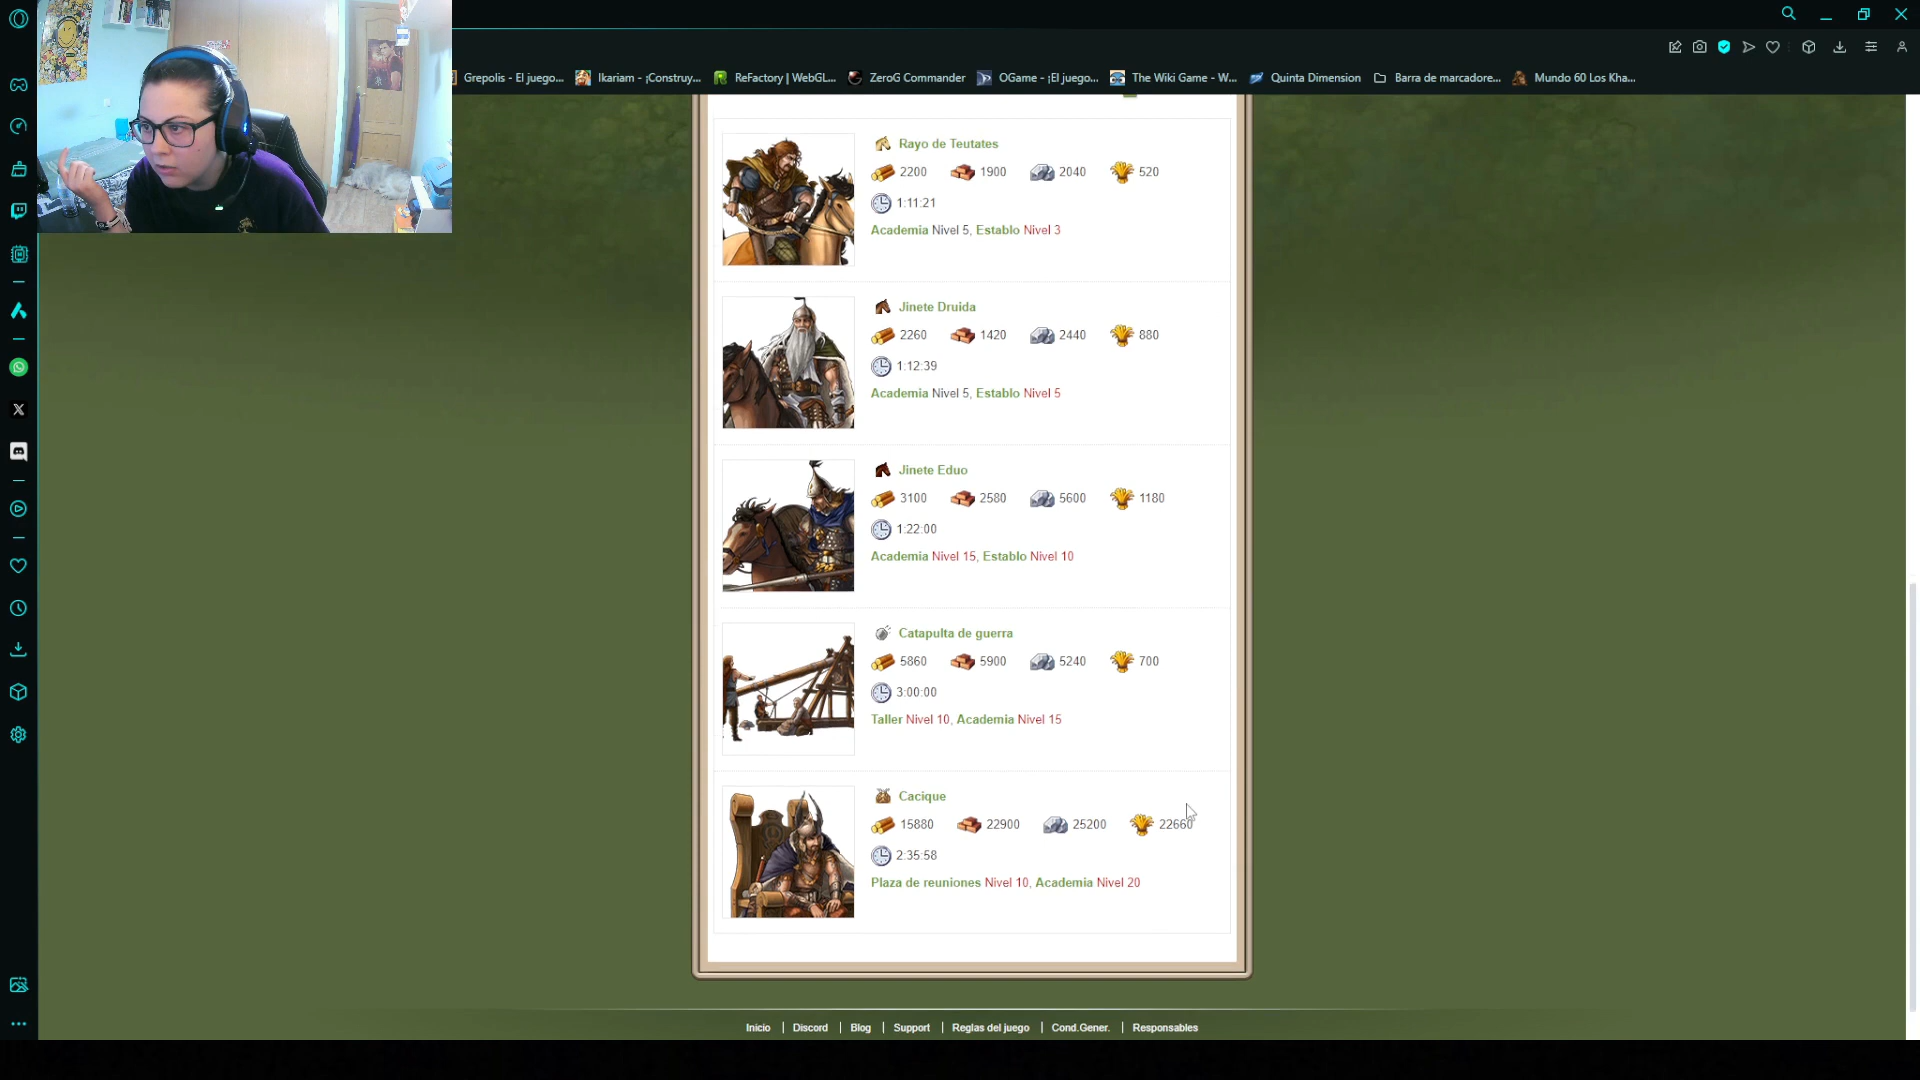 Grepolis - El juego...
Ikariam - ¡Construy...
ReFactory | WebGL...
ZeroG Commander
OGame - ¡El juego...
The Wiki Game - W...
Quinta Dimension
Barra de marcadore...
Mundo 60 Los Kha...
Rayo de Teutates
2200 1900 2040 520
1:11:21
Academia Nivel 5, Establo Nivel 3
Jinete Druida
2260 1420 2440 880
1:12:39
Academia Nivel 5, Establo Nivel 5
Jinete Eduo
3100 2580 5600 1180
1:22:00
Academia Nivel 15, Establo Nivel 10
Catapulta de guerra
5860 5900 5240 700
3:00:00
Taller Nivel 10, Academia Nivel 15
Cacique
15880 22900 25200 22660
2:35:58
Plaza de reuniones Nivel 10, Academia Nivel 20
Inicio | Discord | Blog | Support | Reglas del juego | Cond.Gener. | Responsables